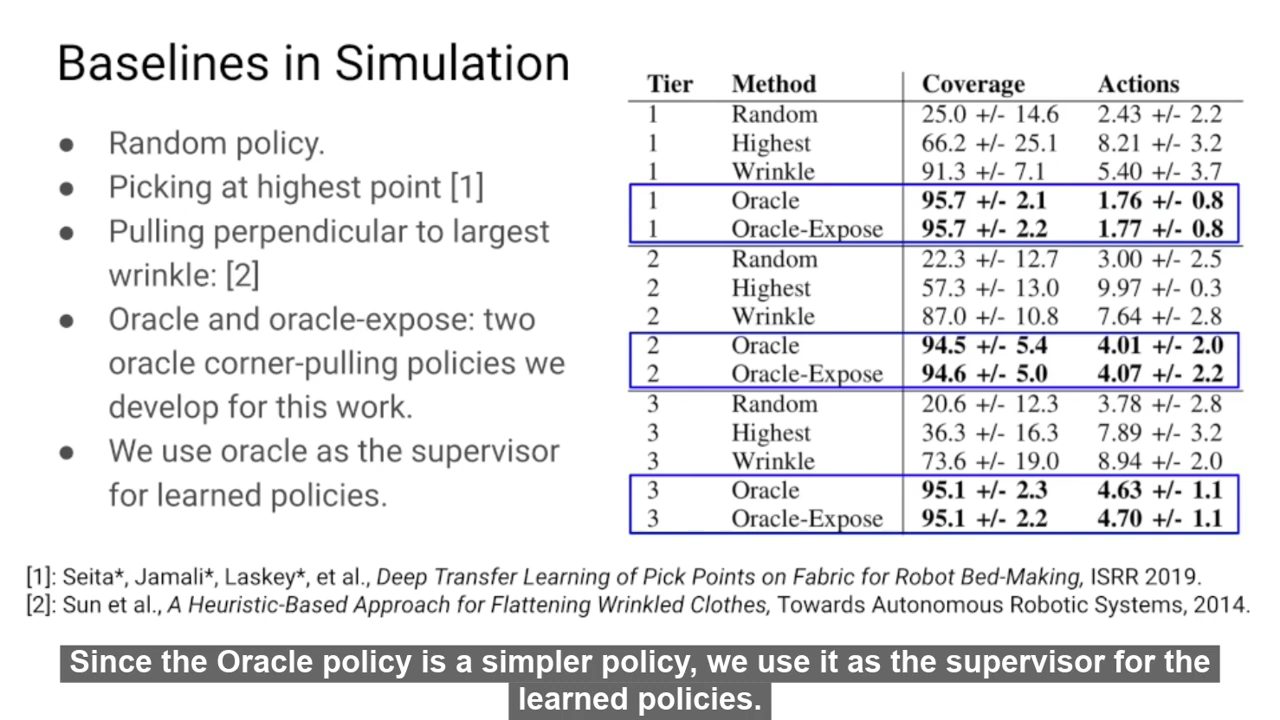 Baselines in Simulation
● Random policy.
● Picking at highest point [1]
● Pulling perpendicular to largest
wrinkle: [2]
● Oracle and oracle-expose: two
oracle corner-pulling policies we
develop for this work.
● We use oracle as the supervisor
for learned policies.
Tier Method Coverage Actions
1 Random 25.0 +/- 14.6 2.43 +/- 2.2
1 Highest 66.2 +/- 25.1 8.21 +/- 3.2
1 Wrinkle 91.3 +/- 7.1 5.40 +/- 3.7
1 Oracle 95.7 +/- 2.1 1.76 +/- 0.8
1 Oracle-Expose 95.7 +/- 2.2 1.77 +/- 0.8
2 Random 22.3 +/- 12.7 3.00 +/- 2.5
2 Highest 57.3 +/- 13.0 9.97 +/- 0.3
2 Wrinkle 87.0 +/- 10.8 7.64 +/- 2.8
2 Oracle 94.5 +/- 5.4 4.01 +/- 2.0
2 Oracle-Expose 94.6 +/- 5.0 4.07 +/- 2.2
3 Random 20.6 +/- 12.3 3.78 +/- 2.8
3 Highest 36.3 +/- 16.3 7.89 +/- 3.2
3 Wrinkle 73.6 +/- 19.0 8.94 +/- 2.0
3 Oracle 95.1 +/- 2.3 4.63 +/- 1.1
3 Oracle-Expose 95.1 +/- 2.2 4.70 +/- 1.1
[1]: Seita*, Jamali*, Laskey*, et al., Deep Transfer Learning of Pick Points on Fabric for Robot Bed-Making, ISRR 2019.
[2]: Sun et al., A Heuristic-Based Approach for Flattening Wrinkled Clothes, Towards Autonomous Robotic Systems, 2014.
Since the Oracle policy is a simpler policy, we use it as the supervisor for the
learned policies.